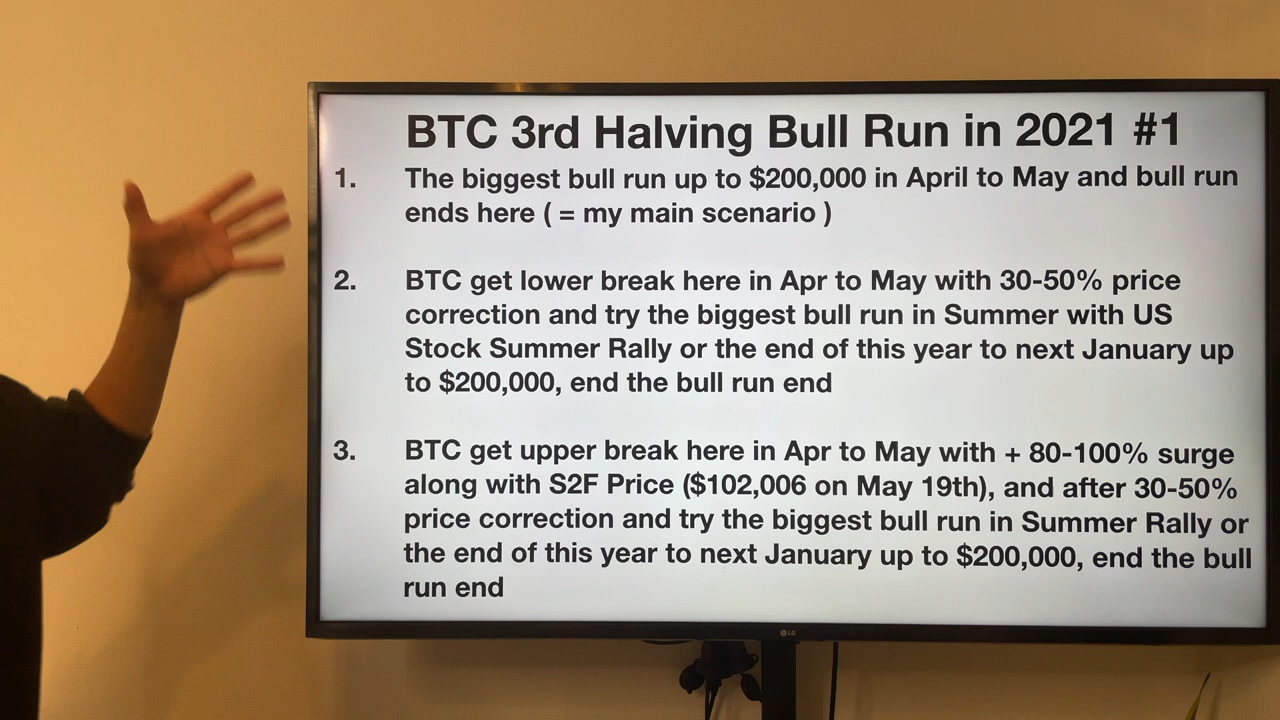 BTC 3rd Halving Bull Run in 2021 #1
1. The biggest bull run up to $200,000 in April to May and bull run
ends here ( = my main scenario )
2. BTC get lower break here in Apr to May with 30-50% price
correction and try the biggest bull run in Summer with US
Stock Summer Rally or the end of this year to next January up
to $200,000, end the bull run end
3. BTC get upper break here in Apr to May with + 80-100% surge
along with S2F Price ($102,006 on May 19th), and after 30-50%
price correction and try the biggest bull run in Summer Rally or
the end of this year to next January up to $200,000, end the bull
run end
LG